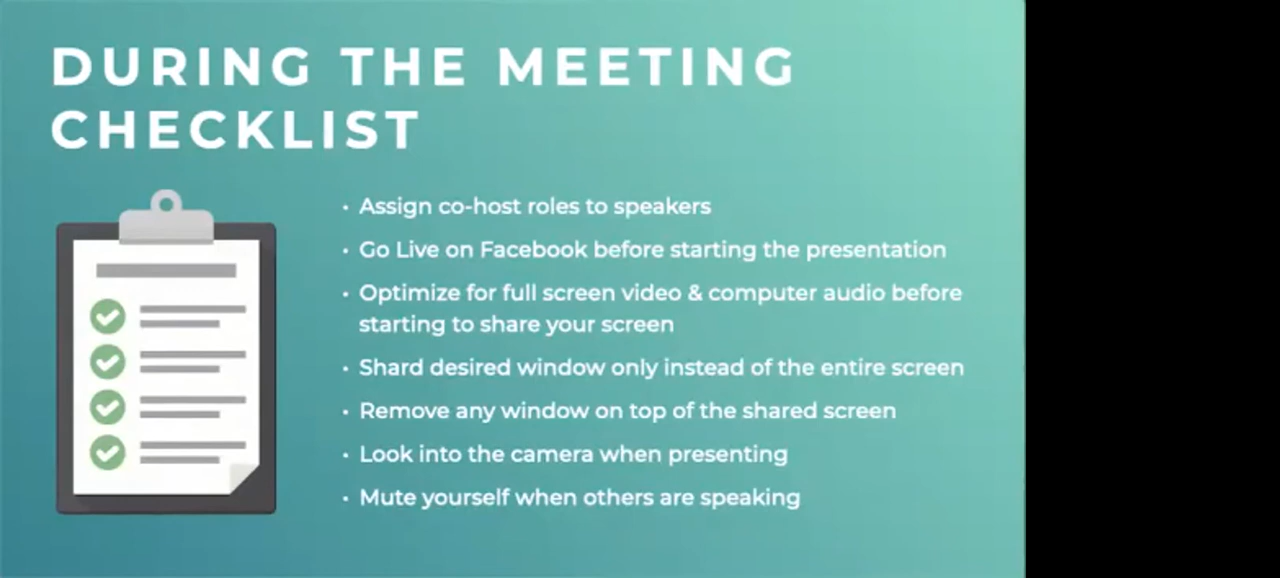 DURING THE MEETING
CHECKLIST
• Assign co-host roles to speakers
• Go Live on Facebook before starting the presentation
• Optimize for full screen video & computer audio before
starting to share your screen
• Shard desired window only instead of the entire screen
• Remove any window on top of the shared screen
• Look into the camera when presenting
• Mute yourself when others are speaking